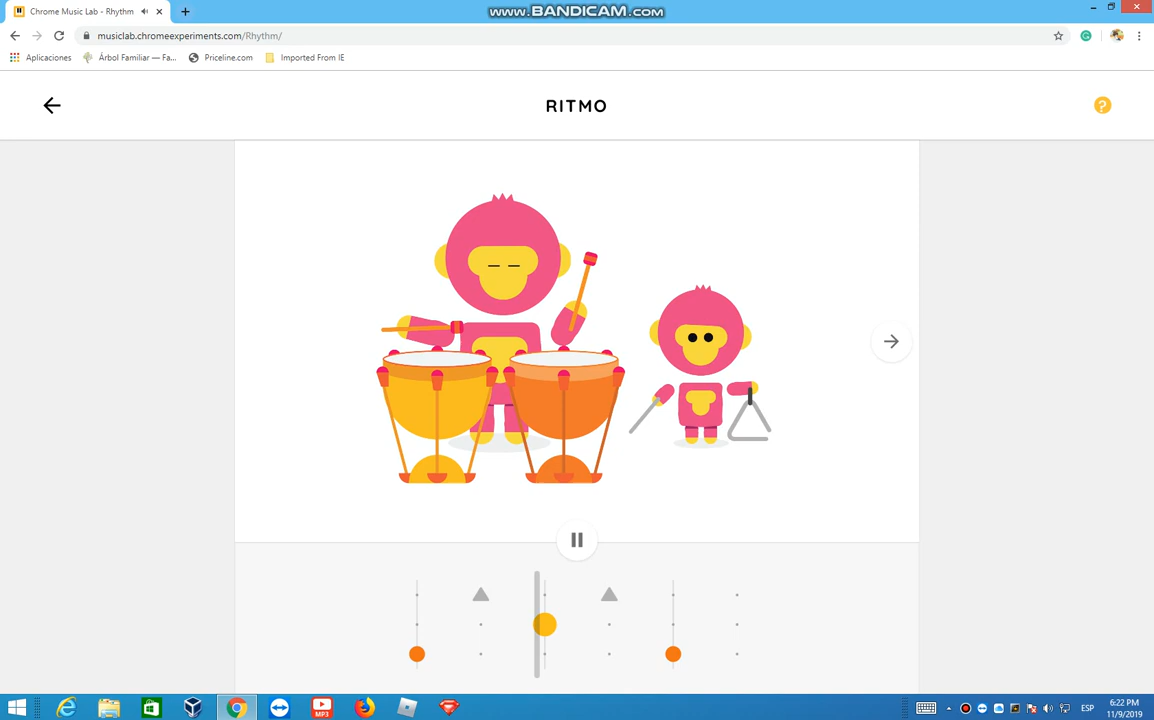 www.BANDICAM.com
Chrome Music Lab - Rhythm
musiclab.chromeexperiments.com/Rhythm/
Aplicaciones
Árbol Familiar — Fa...
Priceline.com
Imported From IE
RITMO
?
MP3
ESP
6:22 PM
11/9/2019